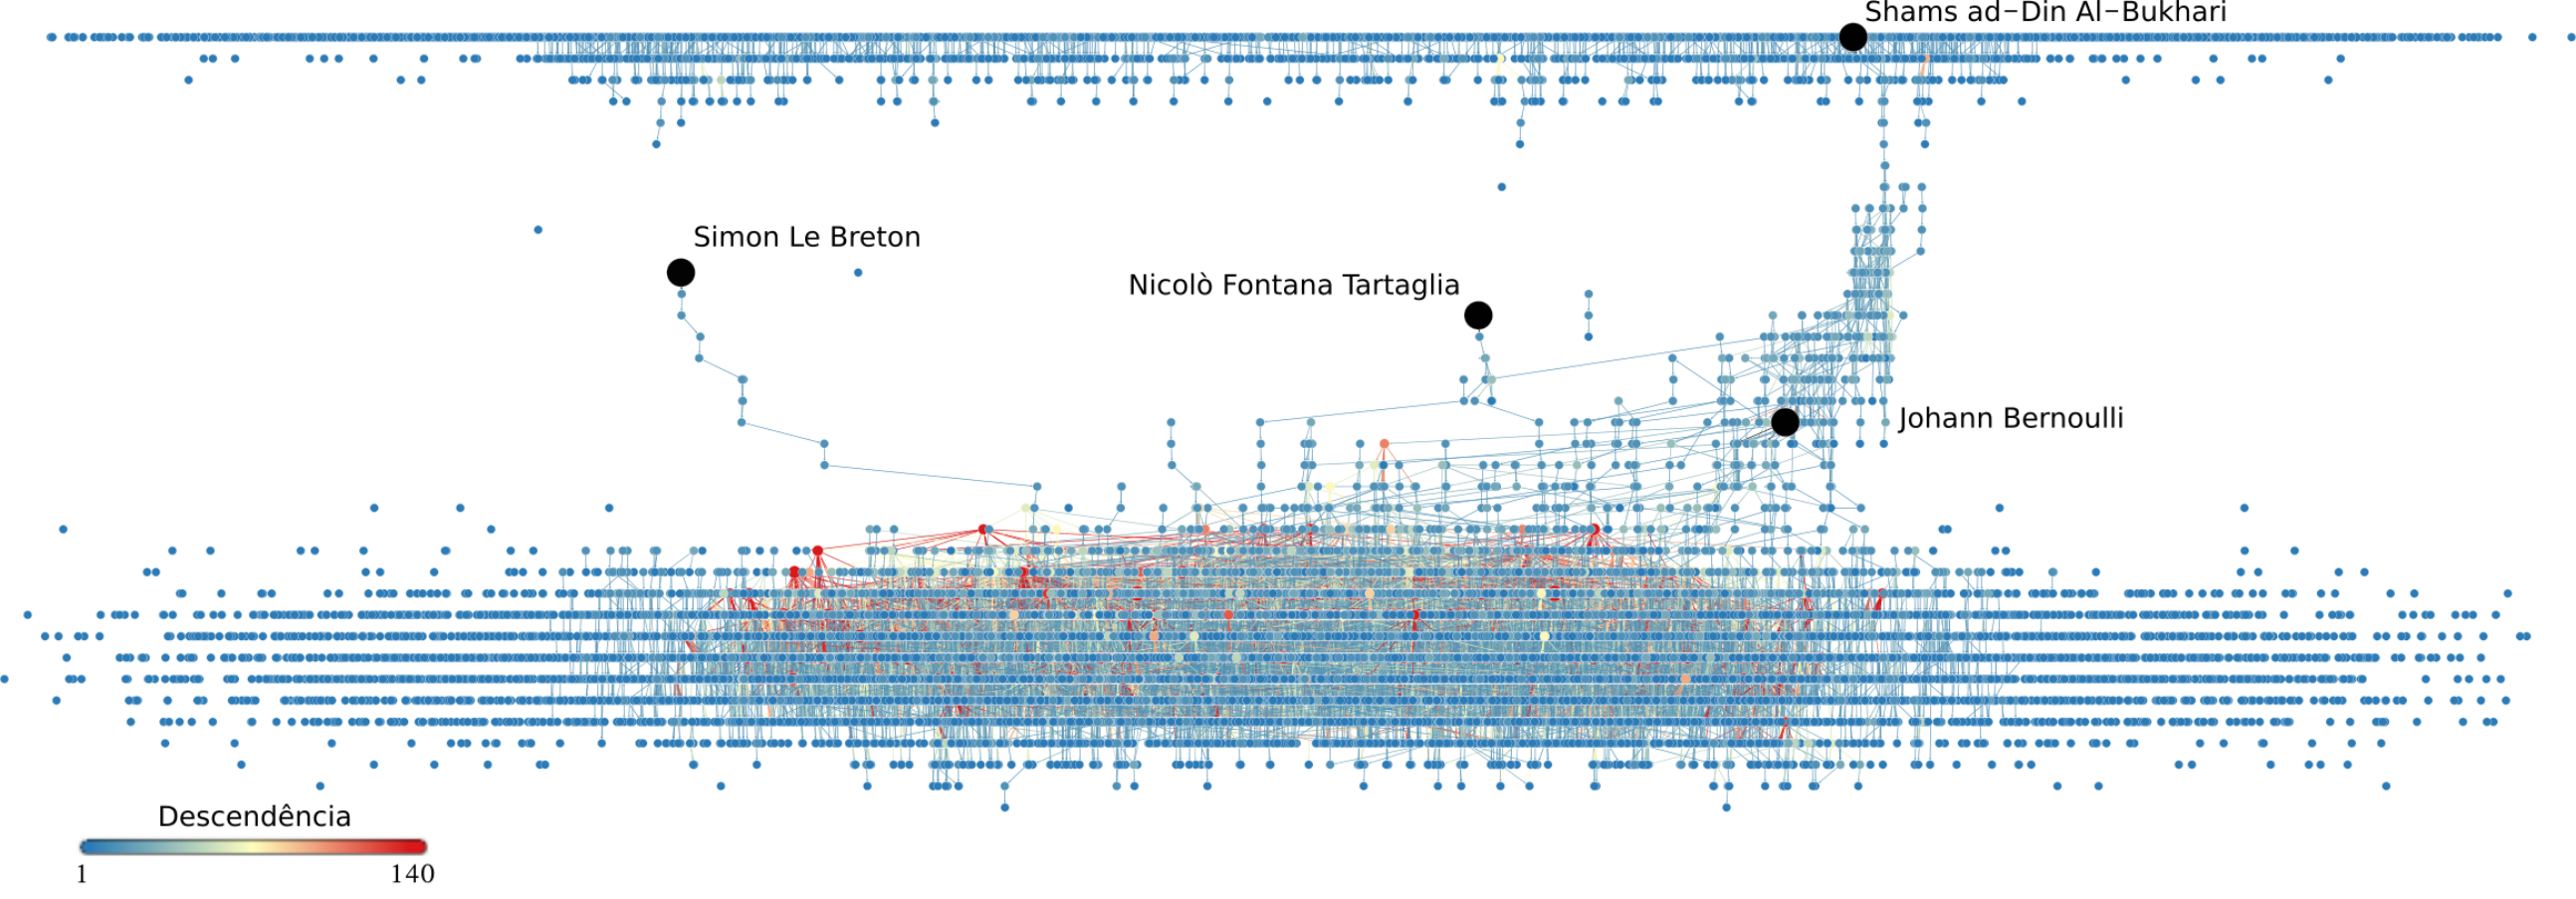 Shams ad−Din Al−Bukhari
Simon Le Breton
Nicolò Fontana Tartaglia
Johann Bernoulli
Descendência
1 140